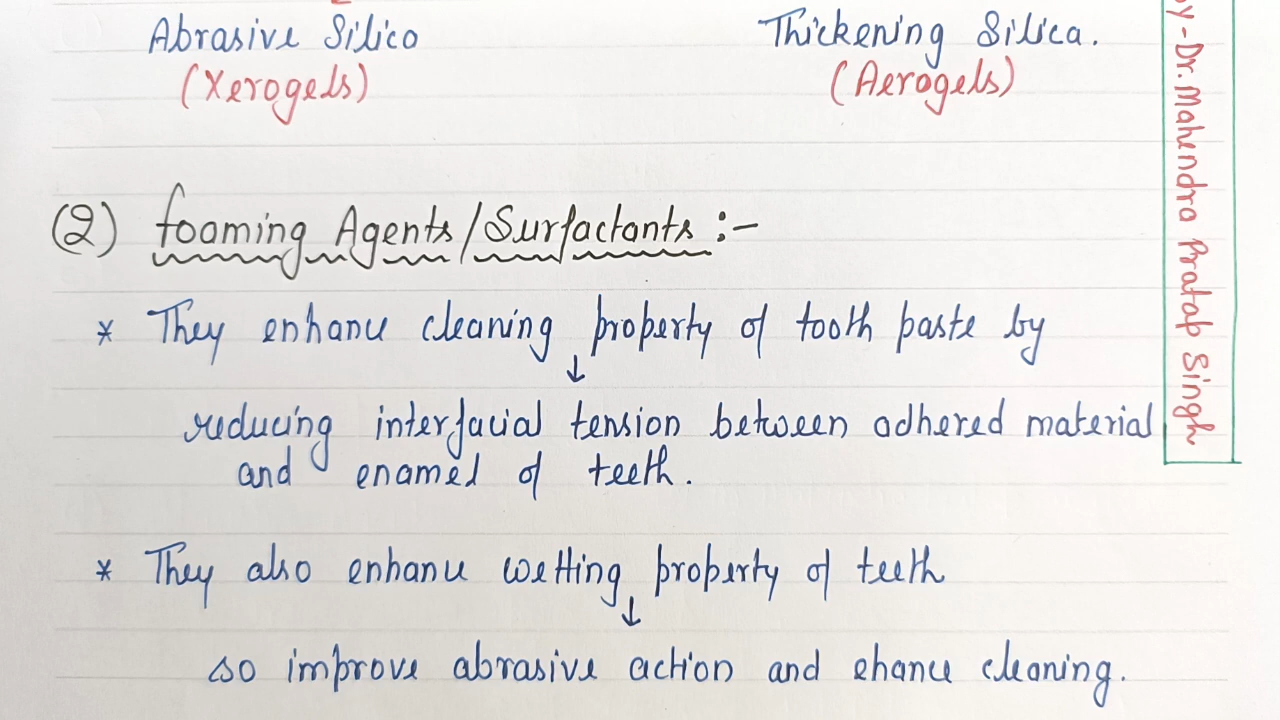 Abrasive Silica Thickening Silica.
(Xerogels) (Aerogels)
(2) foaming Agents/Surfactants :-
* They enhance cleaning property of tooth paste by
↓
reducing interfacial tension between adhered material
and enamel of teeth.
* They also enhance wetting property of teeth
↓
so improve abrasive action and ehance cleaning.
y - Dr. Mahendra Pratap Singh